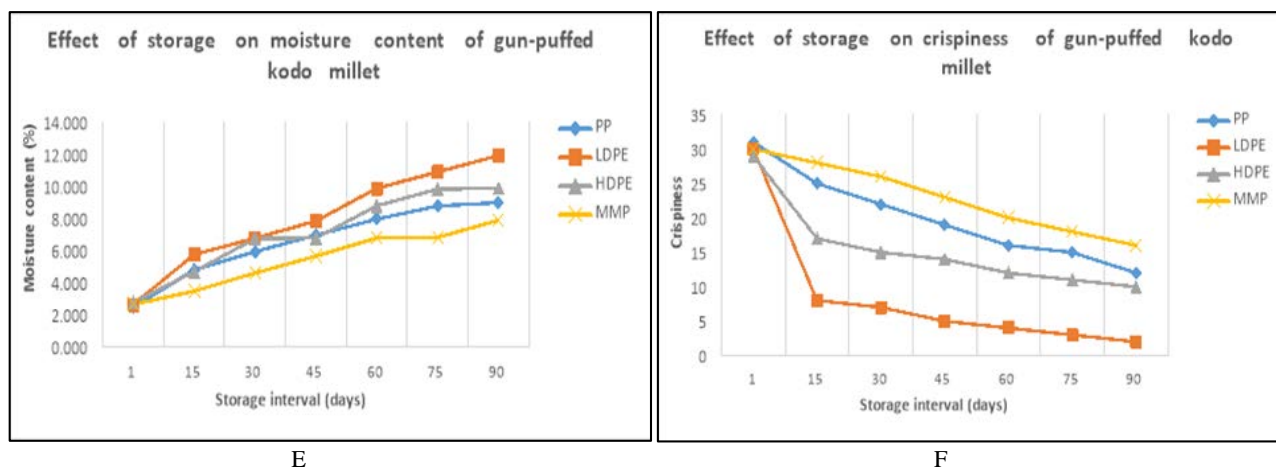 Effect of storage on moisture content of gun-puffed
kodo millet
Moisture content (%)
14.000
12.000
10.000
8.000
6.000
4.000
2.000
0.000
1 15 30 45 60 75 90
Storage interval (days)
PP
LDPE
HDPE
MMP
E
Effect of storage on crispiness of gun-puffed kodo
millet
Crispiness
35
30
25
20
15
10
5
0
1 15 30 45 60 75 90
Storage interval (days)
PP
LDPE
HDPE
MMP
F